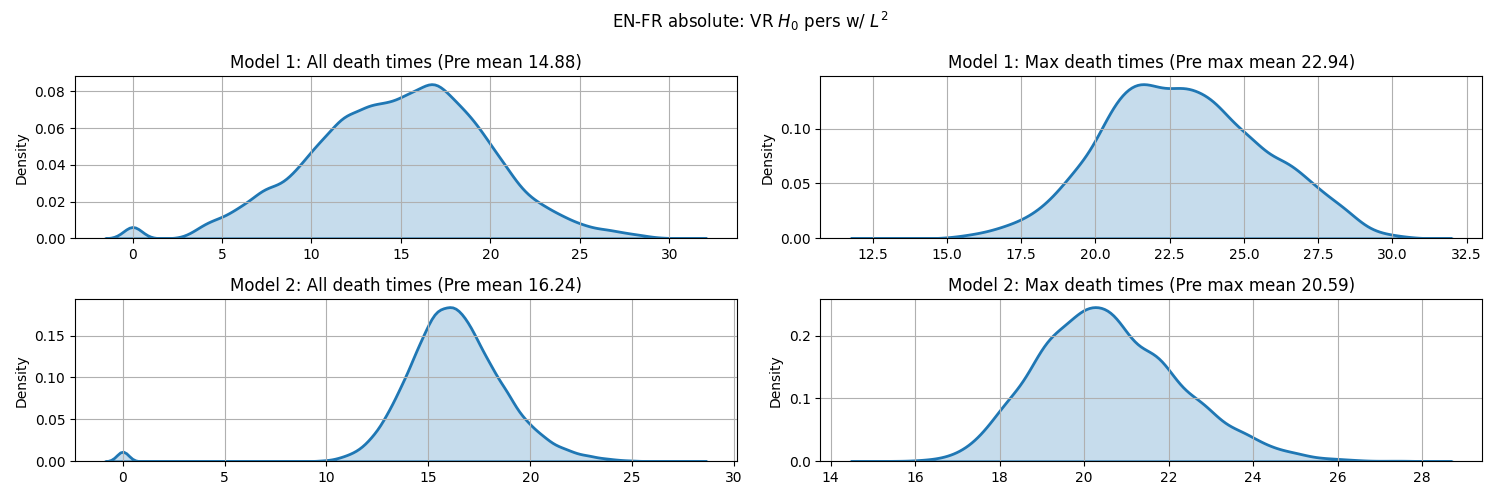 EN-FR absolute: VR $H_0$ pers w/ $L^2$
Model 1: All death times (Pre mean 14.88)
Density
0.08
0.06
0.04
0.02
0.00
0 5 10 15 20 25 30
Model 1: Max death times (Pre max mean 22.94)
Density
0.10
0.05
0.00
12.5 15.0 17.5 20.0 22.5 25.0 27.5 30.0 32.5
Model 2: All death times (Pre mean 16.24)
Density
0.15
0.10
0.05
0.00
0 5 10 15 20 25 30
Model 2: Max death times (Pre max mean 20.59)
Density
0.2
0.1
0.0
14 16 18 20 22 24 26 28